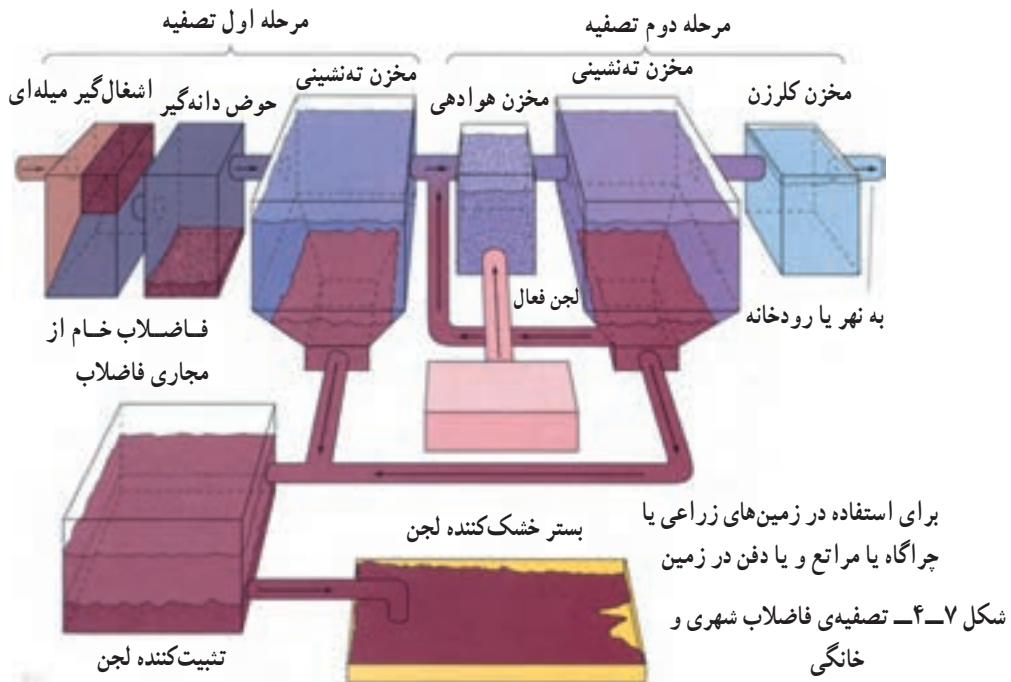 مرحله دوم تصفیه
مرحله اول تصفیه
مخزن ته‌نشینی
مخزن ته‌نشینی
اشغال‌گیر میله‌ای
حوض دانه‌گیر
مخزن هوادهی
مخزن کلرزن
لجن فعال
به نهر یا رودخانه
فـاضـلاب خـام از
مجاری فاضلاب
بستر خشک‌کننده لجن
برای استفاده در زمین‌های زراعی یا
چراگاه یا مراتع و یا دفن در زمین
تثبیت‌کننده لجن
شکل ۷ــ۴ــ تصفیه‌ی فاضلاب شهری و
خانگی